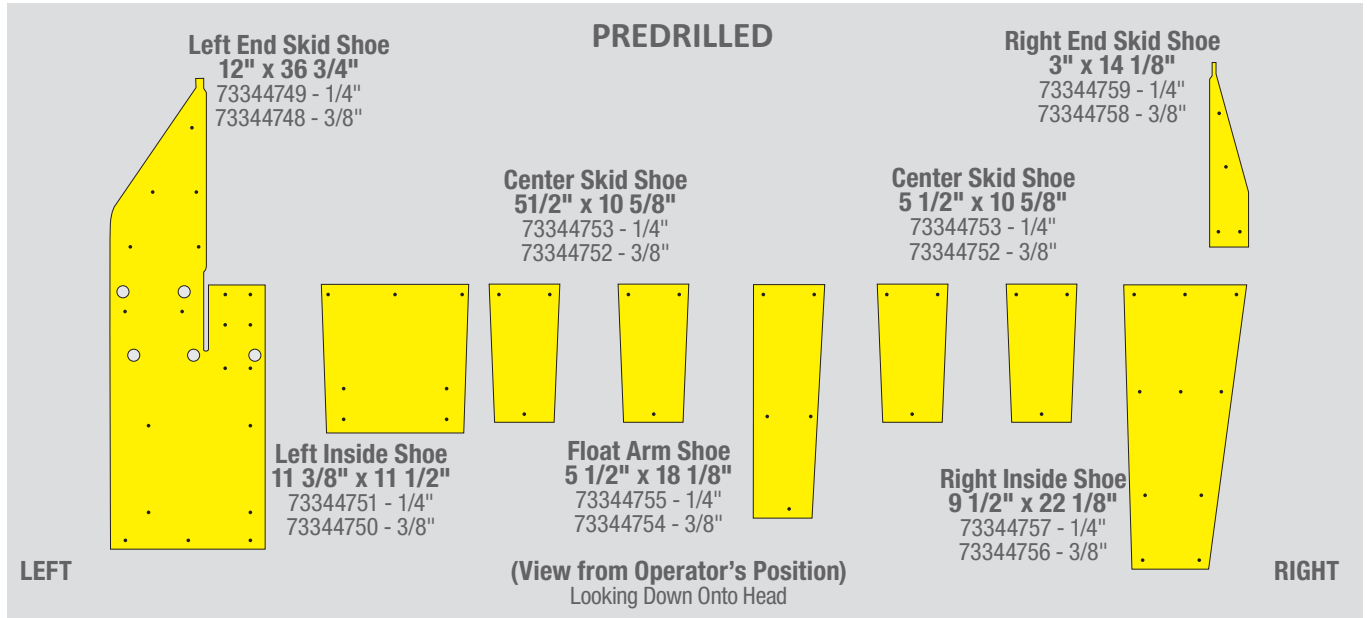 PREDRILLED
Left End Skid Shoe
12" x 36 3/4"
73344749 - 1/4"
73344748 - 3/8"
Right End Skid Shoe
3" x 14 1/8"
73344759 - 1/4"
73344758 - 3/8"
Center Skid Shoe
51/2" x 10 5/8"
73344753 - 1/4"
73344752 - 3/8"
Center Skid Shoe
5 1/2" x 10 5/8"
73344753 - 1/4"
73344752 - 3/8"
Left Inside Shoe
11 3/8" x 11 1/2"
73344751 - 1/4"
73344750 - 3/8"
Float Arm Shoe
5 1/2" x 18 1/8"
73344755 - 1/4"
73344754 - 3/8"
Right Inside Shoe
9 1/2" x 22 1/8"
73344757 - 1/4"
73344756 - 3/8"
LEFT
(View from Operator’s Position)
Looking Down Onto Head
RIGHT